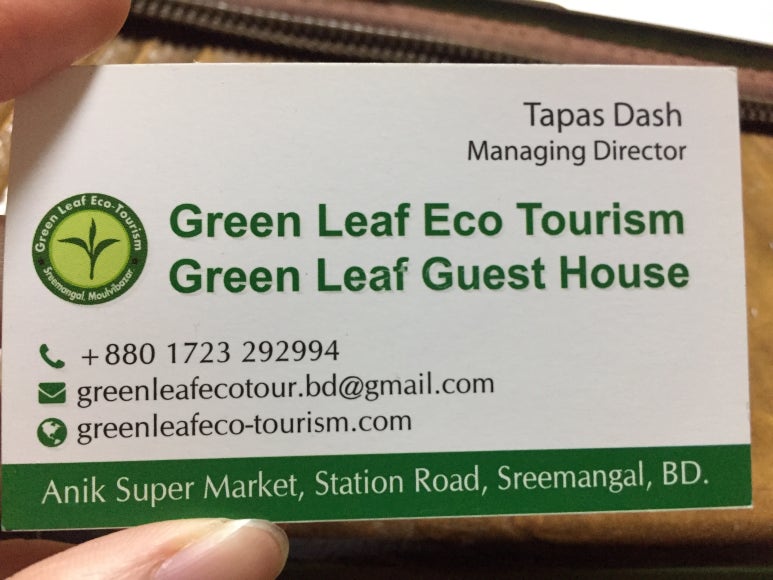 Tapas Dash
Managing Director
Green Leaf Eco-Tourism
Sreemangal, Moulvibazar
Green Leaf Eco Tourism
Green Leaf Guest House
+880 1723 292994
greenleafecotour.bd@gmail.com
greenleafeco-tourism.com
Anik Super Market, Station Road, Sreemangal, BD.